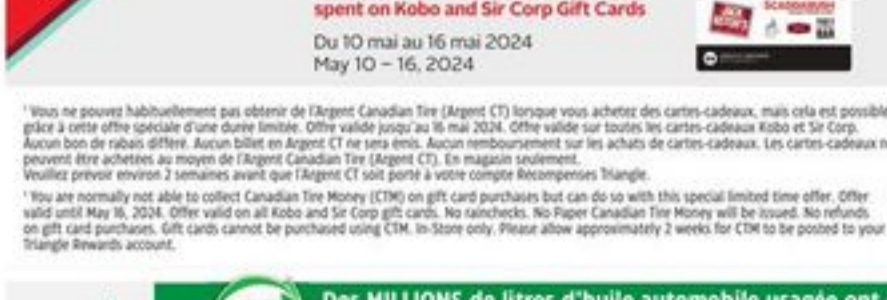 spent on Kobo and Sir Corp Gift Cards
Du 10 mai au 16 mai 2024
May 10 – 16, 2024
JACK ASTOR'S
SCADDABUSH
¹ Vous ne pouvez habituellement pas obtenir de l'Argent Canadian Tire (Argent CT) lorsque vous achetez des cartes-cadeaux, mais cela est possible
grâce à cette offre spéciale d'une durée limitée. Offre valide jusqu'au 16 mai 2024. Offre valide sur toutes les cartes-cadeaux Kobo et Sir Corp.
Aucun bon de rabais différé. Aucun billet en Argent CT ne sera émis. Aucun remboursement sur les achats de cartes-cadeaux. Les cartes-cadeaux n
peuvent être achetées au moyen de l'Argent Canadian Tire (Argent CT). En magasin seulement.
Veuillez prévoir environ 2 semaines avant que l'Argent CT soit porté à votre compte Récompenses Triangle.
¹ You are normally not able to collect Canadian Tire Money (CTM) on gift card purchases but can do so with this special limited time offer. Offer
valid until May 16, 2024. Offer valid on all Kobo and Sir Corp gift cards. No rainchecks. No Paper Canadian Tire Money will be issued. No refunds
on gift card purchases. Gift cards cannot be purchased using CTM. In-Store only. Please allow approximately 2 weeks for CTM to be posted to your
Triangle Rewards account.
Des MILLIONS de litres d'huile automobile usagée ont